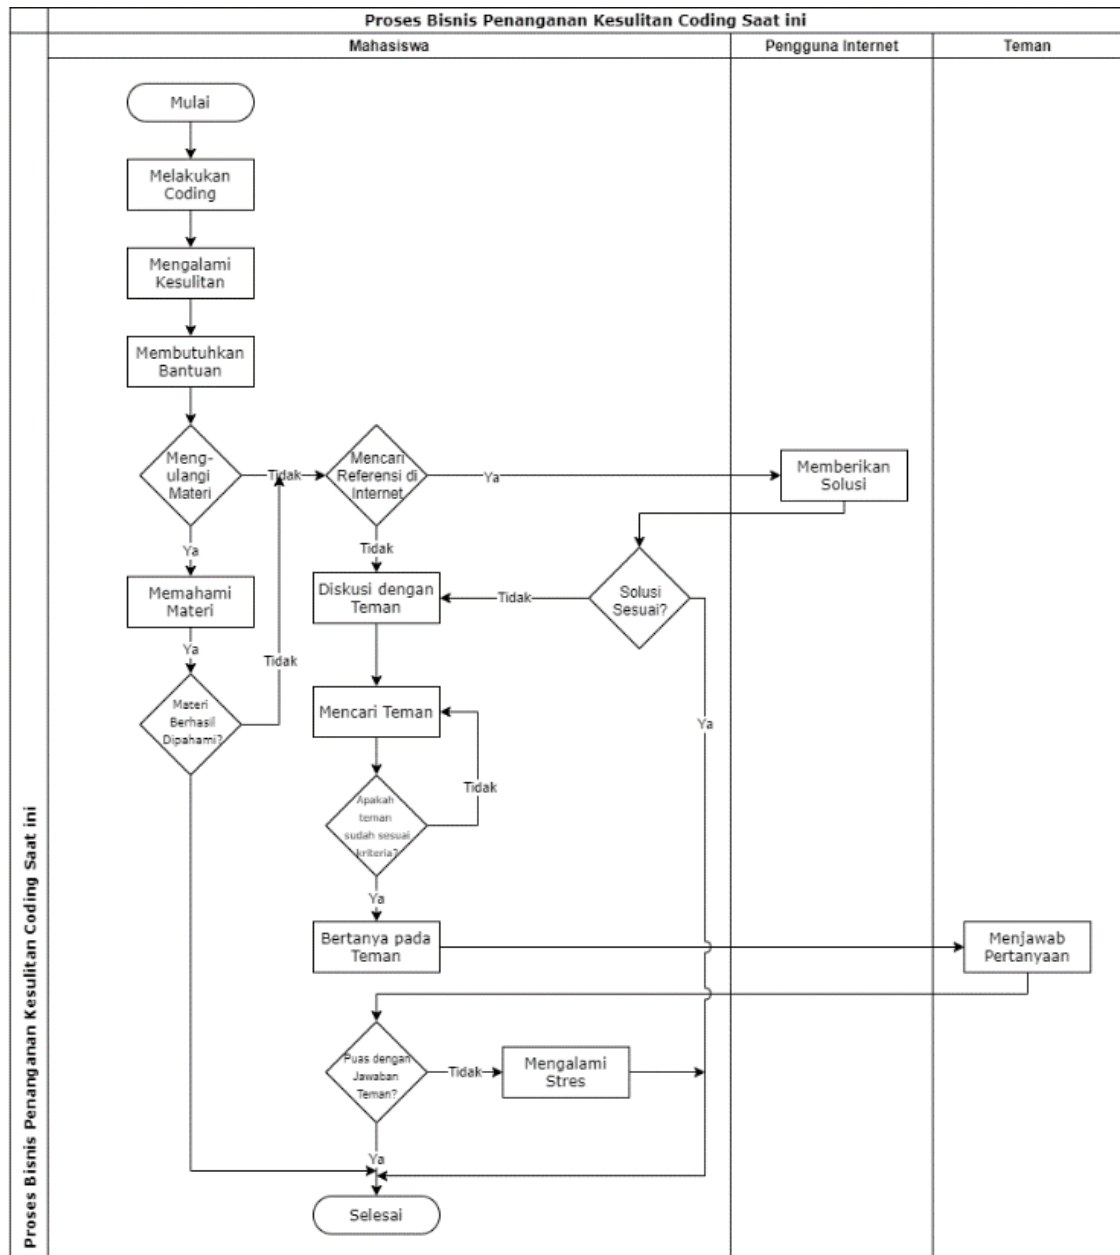 Proses Bisnis Penanganan Kesulitan Coding Saat ini
Mahasiswa
Pengguna Internet
Teman
Proses Bisnis Penanganan Kesulitan Coding Saat ini
Mulai
Melakukan
Coding
Mengalami
Kesulitan
Membutuhkan
Bantuan
Meng-
ulangi
Materi
Tidak
Mencari
Referensi di
Internet
Ya
Memberikan
Solusi
Ya
Tidak
Memahami
Materi
Diskusi dengan
Teman
Tidak
Solusi
Sesuai?
Ya
Tidak
Materi
Berhasil
Dipahami?
Mencari Teman
Ya
Tidak
Apakah
teman
sudah sesuai
kriteria?
Ya
Bertanya pada
Teman
Menjawab
Pertanyaan
Puas dengan
Jawaban
Teman?
Tidak
Mengalami
Stres
Ya
Selesai